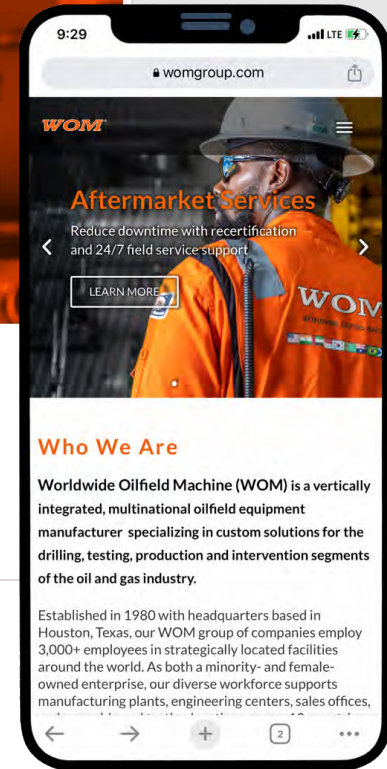 9:29
LTE
womgroup.com
WOM
Aftermarket Services
Reduce downtime with recertification
and 24/7 field service support
LEARN MORE
WOM
Who We Are
Worldwide Oilfield Machine (WOM) is a vertically
integrated, multinational oilfield equipment
manufacturer specializing in custom solutions for the
drilling, testing, production and intervention segments
of the oil and gas industry.
Established in 1980 with headquarters based in
Houston, Texas, our WOM group of companies employ
3,000+ employees in strategically located facilities
around the world. As both a minority- and female-
owned enterprise, our diverse workforce supports
manufacturing plants, engineering centers, sales offices,
2